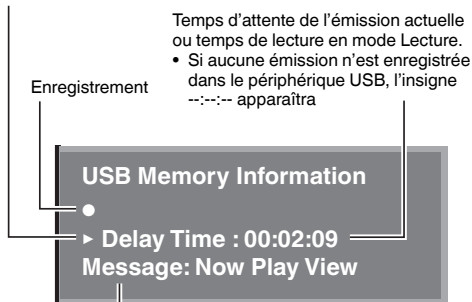 Temps d'attente de l'émission actuelle
ou temps de lecture en mode Lecture.
• Si aucune émission n'est enregistrée
dans le périphérique USB, l'insigne
--:--:-- apparaîtra
Enregistrement
USB Memory Information
●
► Delay Time : 00:02:09
Message: Now Play View